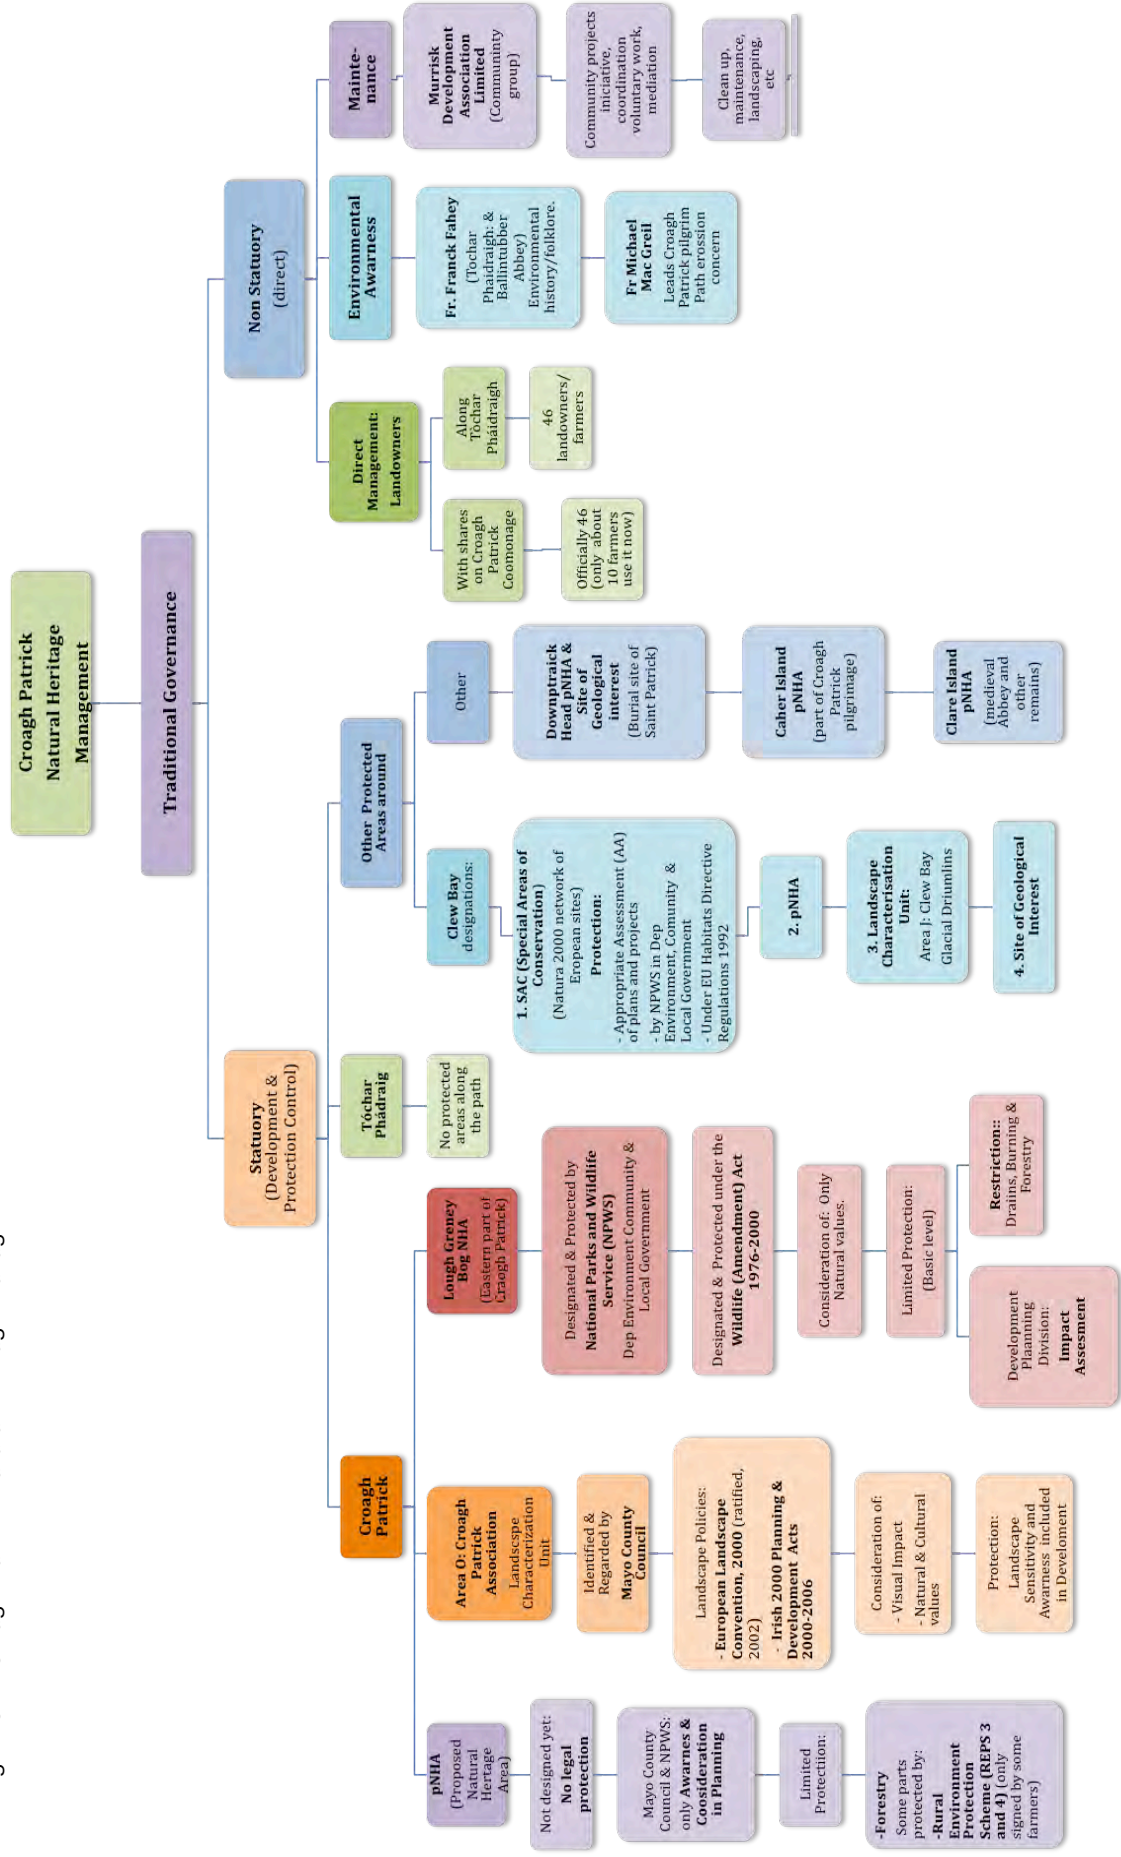 Croagh Patrick
Natural Heritage
Management
Traditional Governance
Statuory
(Development &
Protection Control)
Croagh
Patrick
pNHA
(Proposed
Natural
Hertage
Area)
Not designed yet:
No legal
protection
Mayo County
Council & NPWS:
only Awarnes &
Coosideration
in Planning
Limited
Protectiion:
-Forestry
Some parts
protected by:
-Rural
Environment
Protection
Scheme (REPS 3
and 4) (only
signed by some
farmers)
Area O: Croagh
Patrick
Association
Landscspe
Characterization
Unit
Identified &
Regarded by
Mayo County
Council
Landscape Policies:
- European Landscape
Convention, 2000 (ratified,
2002)
- Irish 2000 Planning &
Development Acts
2000-2006
Consideration of:
- Visual Impact
- Natural & Cultural
values
Protection:
Landscape
Sensitivity and
Awarness included
in Develoment
Lough Greney
Bog NHA
(Eastern part of
Craogh Patrick)
Designated & Protected by
National Parks and Wildlife
Service (NPWS)
Dep Environment Community &
Local Government
Designated & Protected under the
Wildlife (Amendment) Act
1976-2000
Consideration of: Only
Natural values.
Limited Protection:
(Basic level)
Development
Plaanning
Division:
Impact
Assesment
Restriction::
Draiins, Burning &
Forestry
Tóchar
Phádraig
No protected
areas along
the path
Other Protected
Areas around
Clew Bay
designations:
1. SAC (Special Areas of
Conservation)
(Natura 2000 network of
Eropean sites)
Protection:
- Appropriate Assessment (AA)
of plans and projects
- by NPWS in Dep
Environment, Comunity &
Local Government
- Under EU Habitats Directive
Regulations 1992
2. pNHA
3. Landscape
Characterisation
Unit:
Area J: Clew Bay
Glacial Driumlins
4. Site of Geological
Interest
Other
Downptraick
Head pNHA &
Site of
Geological
interest
(Burial site of
Saint Patrick)
Caher Island
pNHA
(part of Croagh
Patrick
pilgrimage)
Clare Island
pNHA
(medieval
Abbey and
other
remains)
Non Statuory
(direct)
Direct
Management:
Landowners
With shares
on Croagh
Patrick
Coomonage
Officially 46
(only about
10 farmers
use it now)
Along
Tòchar
Pháidraigh
46
landowners/
farmers
Environmental
Awarness
Fr. Franck Fahey
(Tochar
Phaidraigh: &
Ballintubber
Abbey)
Environmental
history/folklore.
Fr Michael
Mac Greil
Leads Croagh
Patrick pilgrim
Path erossion
concern
Mainte-
nance
Murrisk
Development
Association
Limited
(Communinty
group)
Community projects
iniciative,
coordination
voluntary work,
mediation
Clean up,
maintenance,
landscaping,
etc